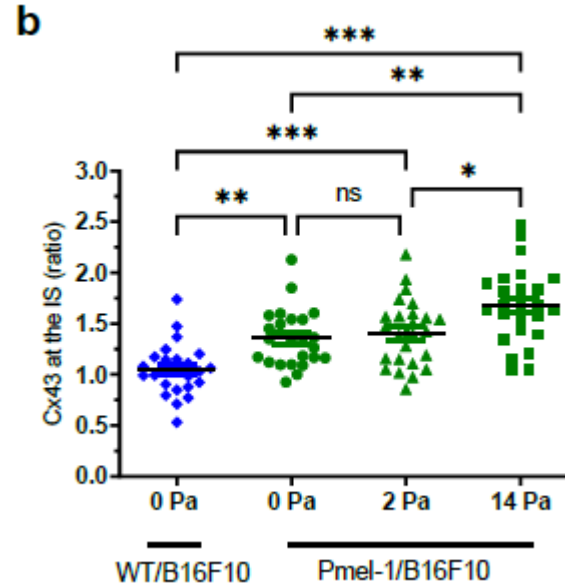 b
***
**
***
*
**
ns
3.0
2.5
2.0
1.5
1.0
0.5
0.0
Cx43 at the IS (ratio)
0 Pa 0 Pa 2 Pa 14 Pa
WT/B16F10 Pmel-1/B16F10